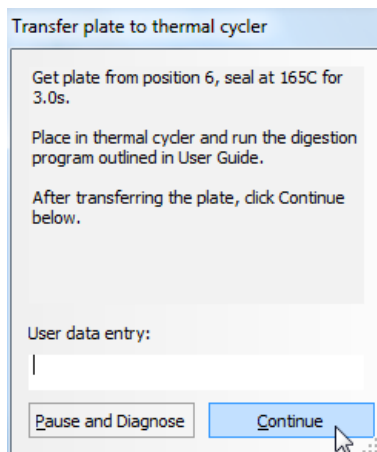 Transfer plate to thermal cycler
Get plate from position 6, seal at 165C for
3.0s.
Place in thermal cycler and run the digestion
program outlined in User Guide.
After transferring the plate, click Continue
below.
User data entry:
Pause and Diagnose
Continue